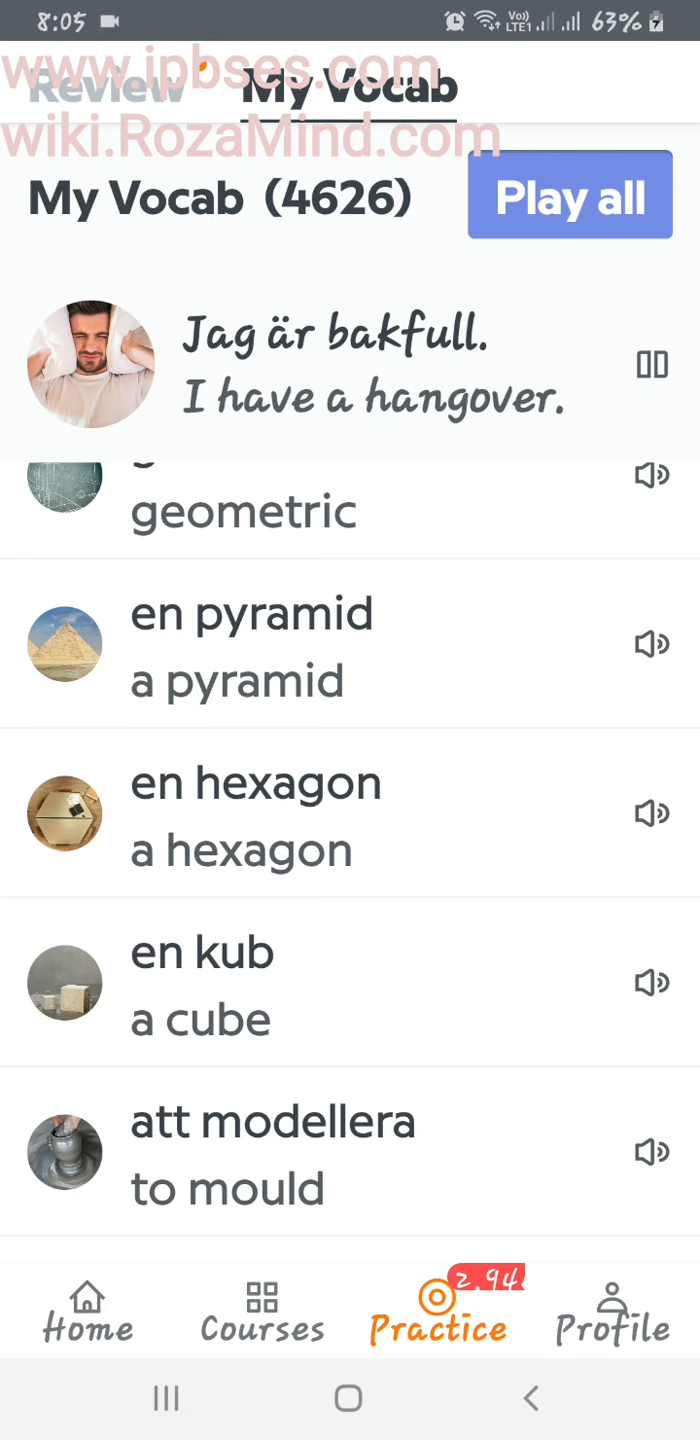 8:05
Vo)) LTE1 63%
www.ipbses.com
Review My Vocab
wiki.RozaMind.com
My Vocab (4626) Play all
Jag är bakfull.
I have a hangover.
geometric
en pyramid
a pyramid
en hexagon
a hexagon
en kub
a cube
att modellera
to mould
2.94
Home Courses Practice Profile